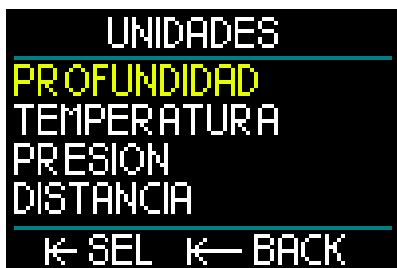 UNIDADES
PROFUNDIDAD
TEMPERATURA
PRESION
DISTANCIA
K- SEL K— BACK